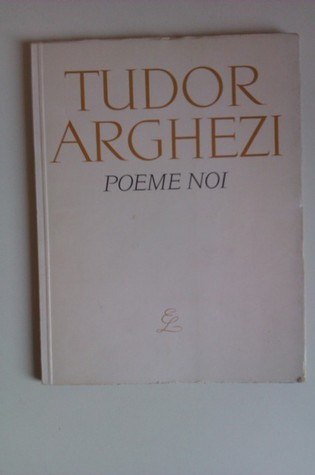 TUDOR
ARGHEZI
POEME NOI
EL